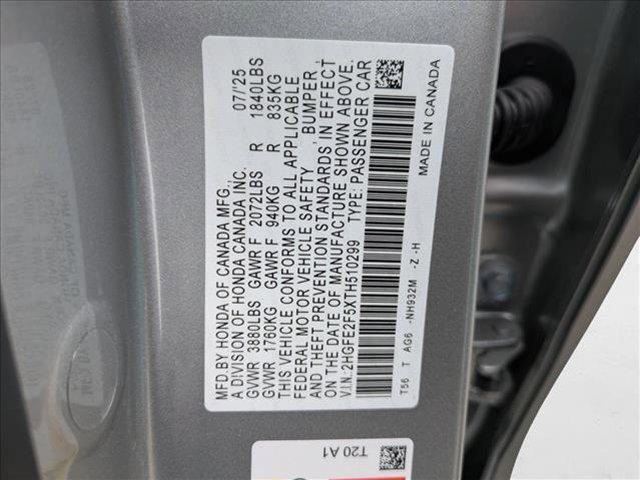 MFD.BY HONDA OF CANADA MFG. 07/'25
A DIVISION OF HONDA CANADA INC.
GVWR 3880LBS GAWR F 2072LBS R 1840LBS
GVWR 1760KG GAWR F 940KG R 835KG
THIS VEHICLE CONFORMS TO ALL APPLICABLE
FEDERAL MOTOR VEHICLE SAFETY , BUMPER ,
AND THEFT PREVENTION STANDARDS IN EFFECT
ON THE DATE OF MANUFACTURE SHOWN ABOVE.
V.I.N:2HGFE2F5XTH510299 TYPE: PASSENGER CAR
T56 T AG6 -NH932M -Z -H
MADE IN CANADA
T20 A1